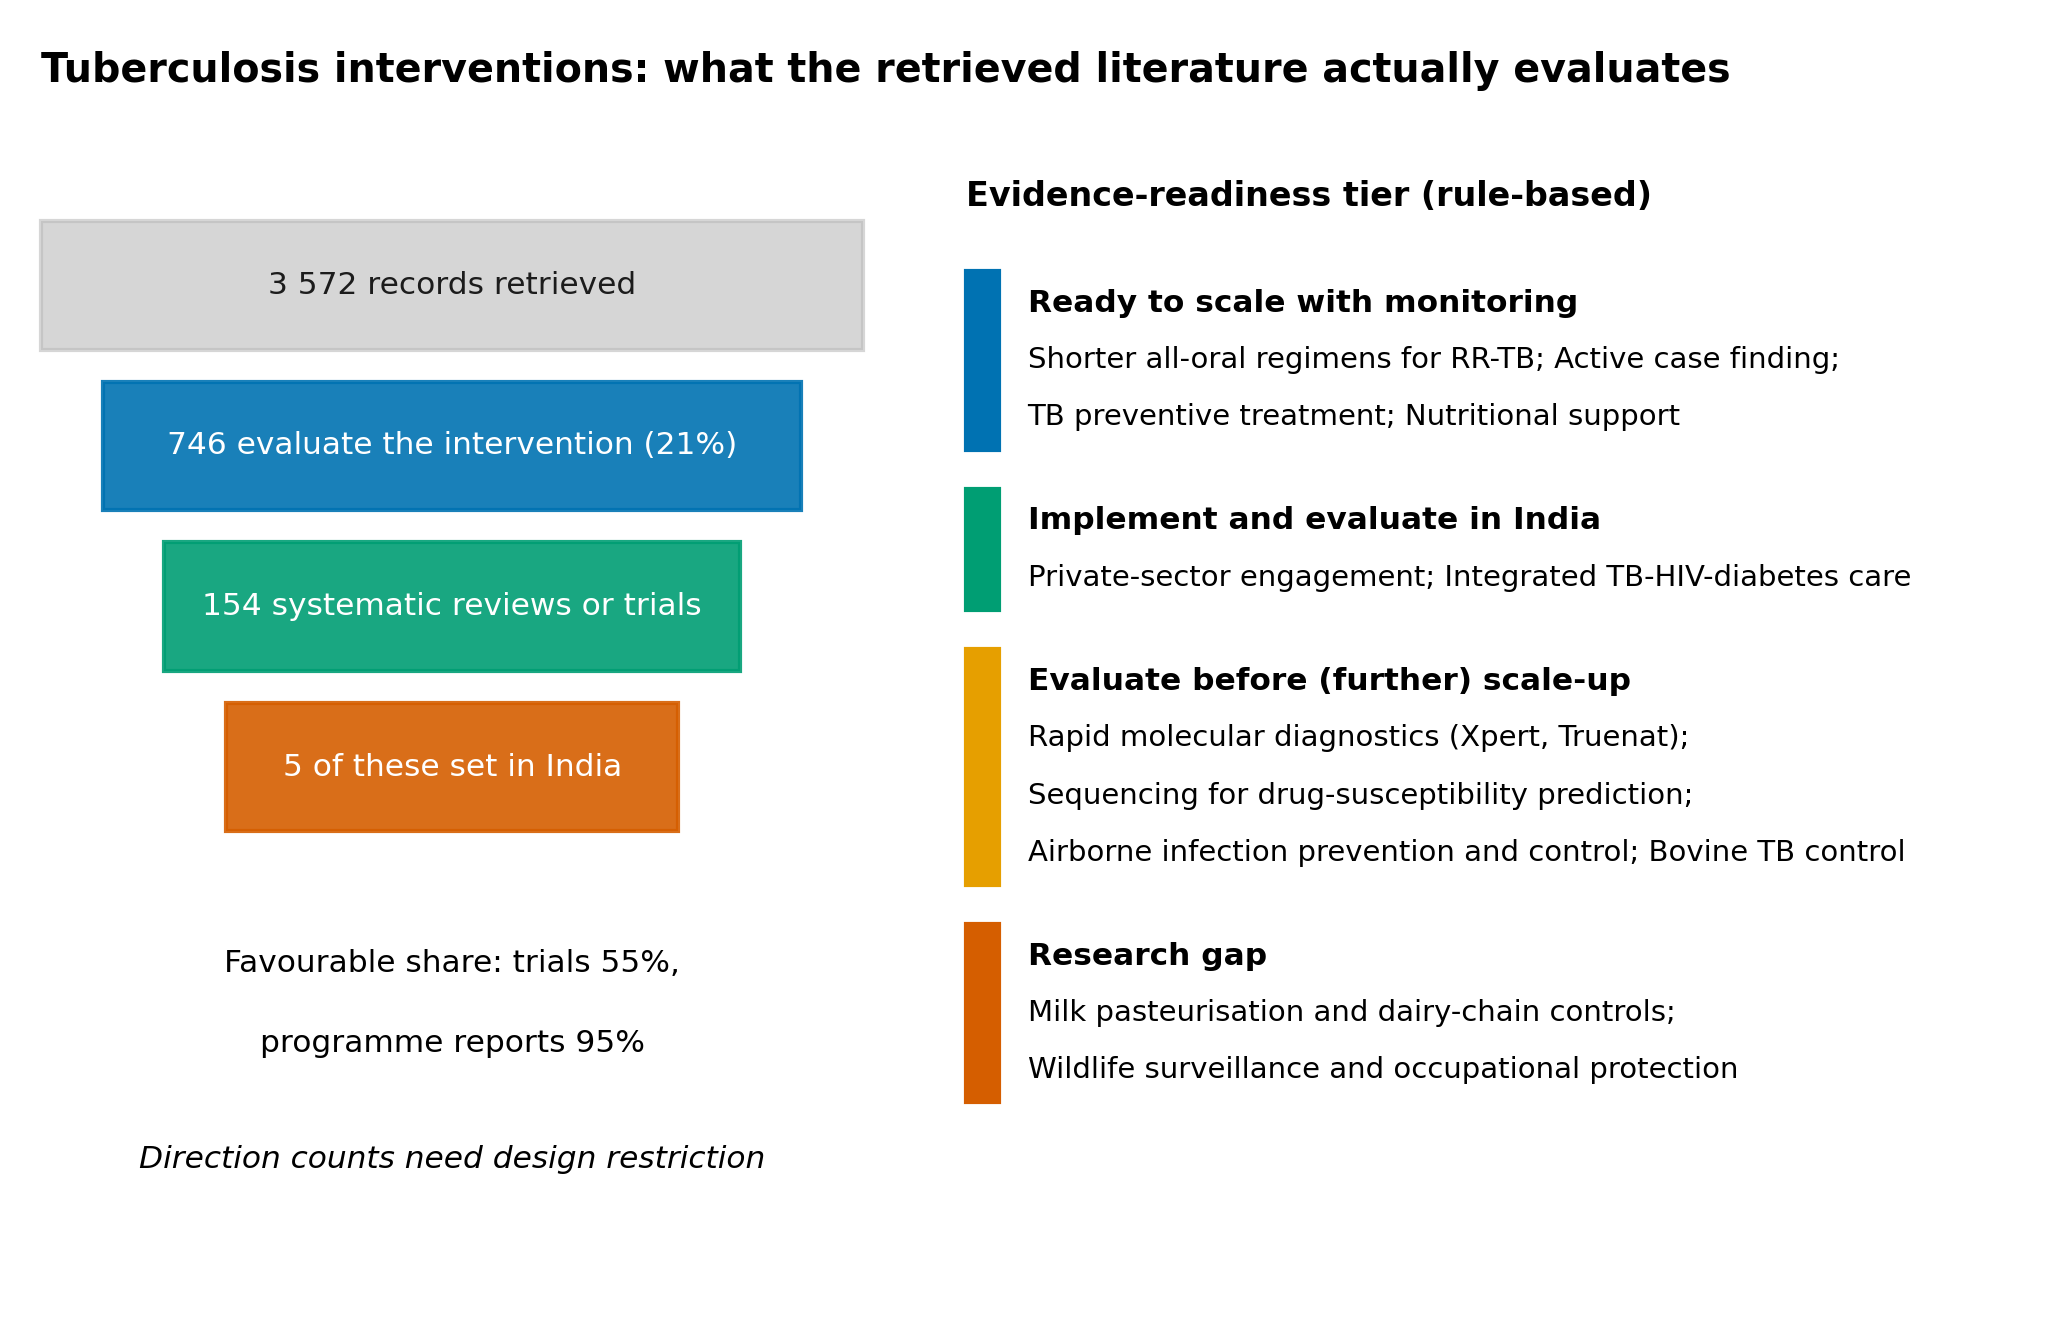 Tuberculosis interventions: what the retrieved literature actually evaluates
3 572 records retrieved
746 evaluate the intervention (21%)
154 systematic reviews or trials
5 of these set in India
Favourable share: trials 55%,
programme reports 95%
Direction counts need design restriction
Evidence-readiness tier (rule-based)
Ready to scale with monitoring
Shorter all-oral regimens for RR-TB; Active case finding;
TB preventive treatment; Nutritional support
Implement and evaluate in India
Private-sector engagement; Integrated TB-HIV-diabetes care
Evaluate before (further) scale-up
Rapid molecular diagnostics (Xpert, Truenat);
Sequencing for drug-susceptibility prediction;
Airborne infection prevention and control; Bovine TB control
Research gap
Milk pasteurisation and dairy-chain controls;
Wildlife surveillance and occupational protection